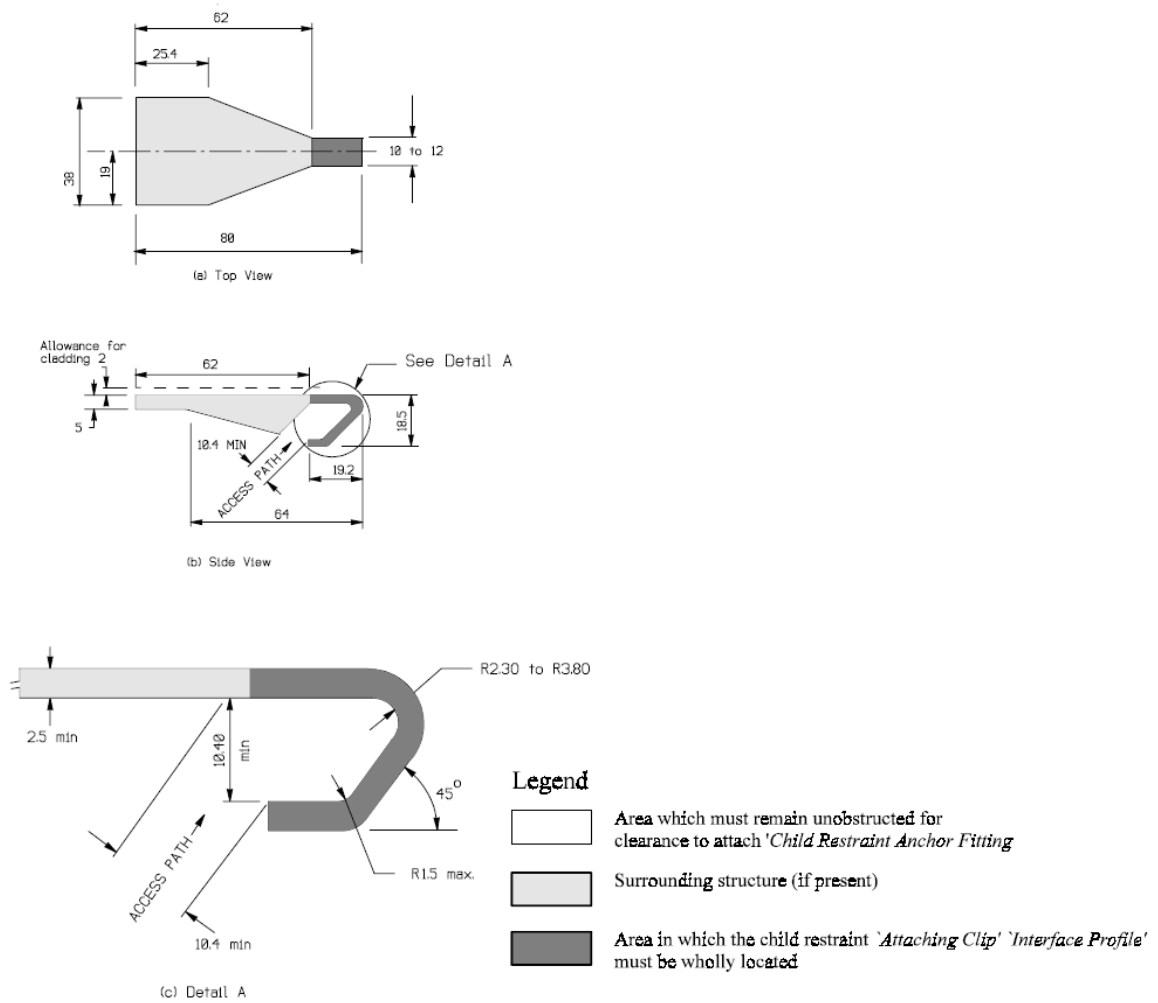 62
25.4
38
19
10 to 12
80
(a) Top View
Allowance for
cladding 2
62
See Detail A
5
18.5
10.4 MIN
19.2
ACCESS PATH
64
(b) Side View
R2.30 to R3.80
2.5 min
10.40
min
45°
ACCESS PATH
R1.5 max.
10.4 min
(c) Detail A
Legend
Area which must remain unobstructed for
clearance to attach 'Child Restraint Anchor Fitting
Surrounding structure (if present)
Area in which the child restraint `Attaching Clip' `Interface Profile'
must be wholly located